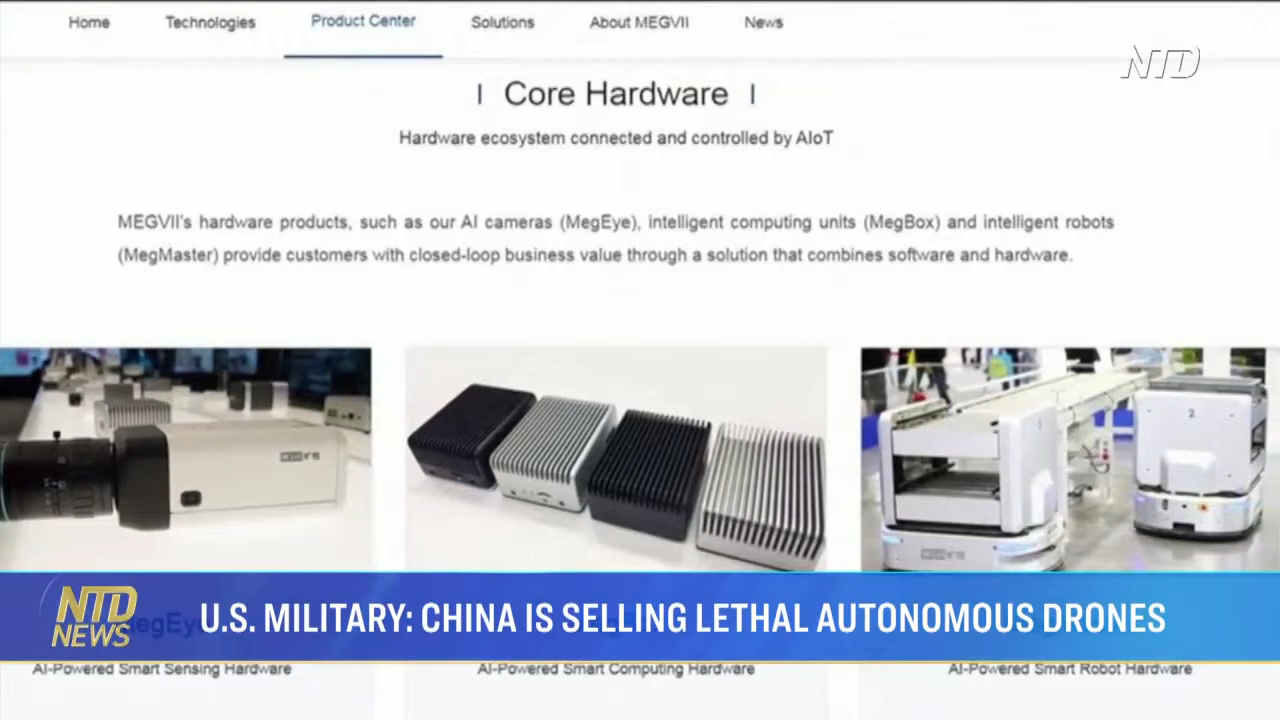 Home Technologies Product Center Solutions About MEGVII News
NTD
Core Hardware
Hardware ecosystem connected and controlled by AIoT
MEGVII's hardware products, such as our AI cameras (MegEye), intelligent computing units (MegBox) and intelligent robots
(MegMaster) provide customers with closed-loop business value through a solution that combines software and hardware.
2
NTD
NEWS
U.S. MILITARY: CHINA IS SELLING LETHAL AUTONOMOUS DRONES
AI-Powered Smart Sensing Hardware AI-Powered Smart Computing Hardware AI-Powered Smart Robot Hardware